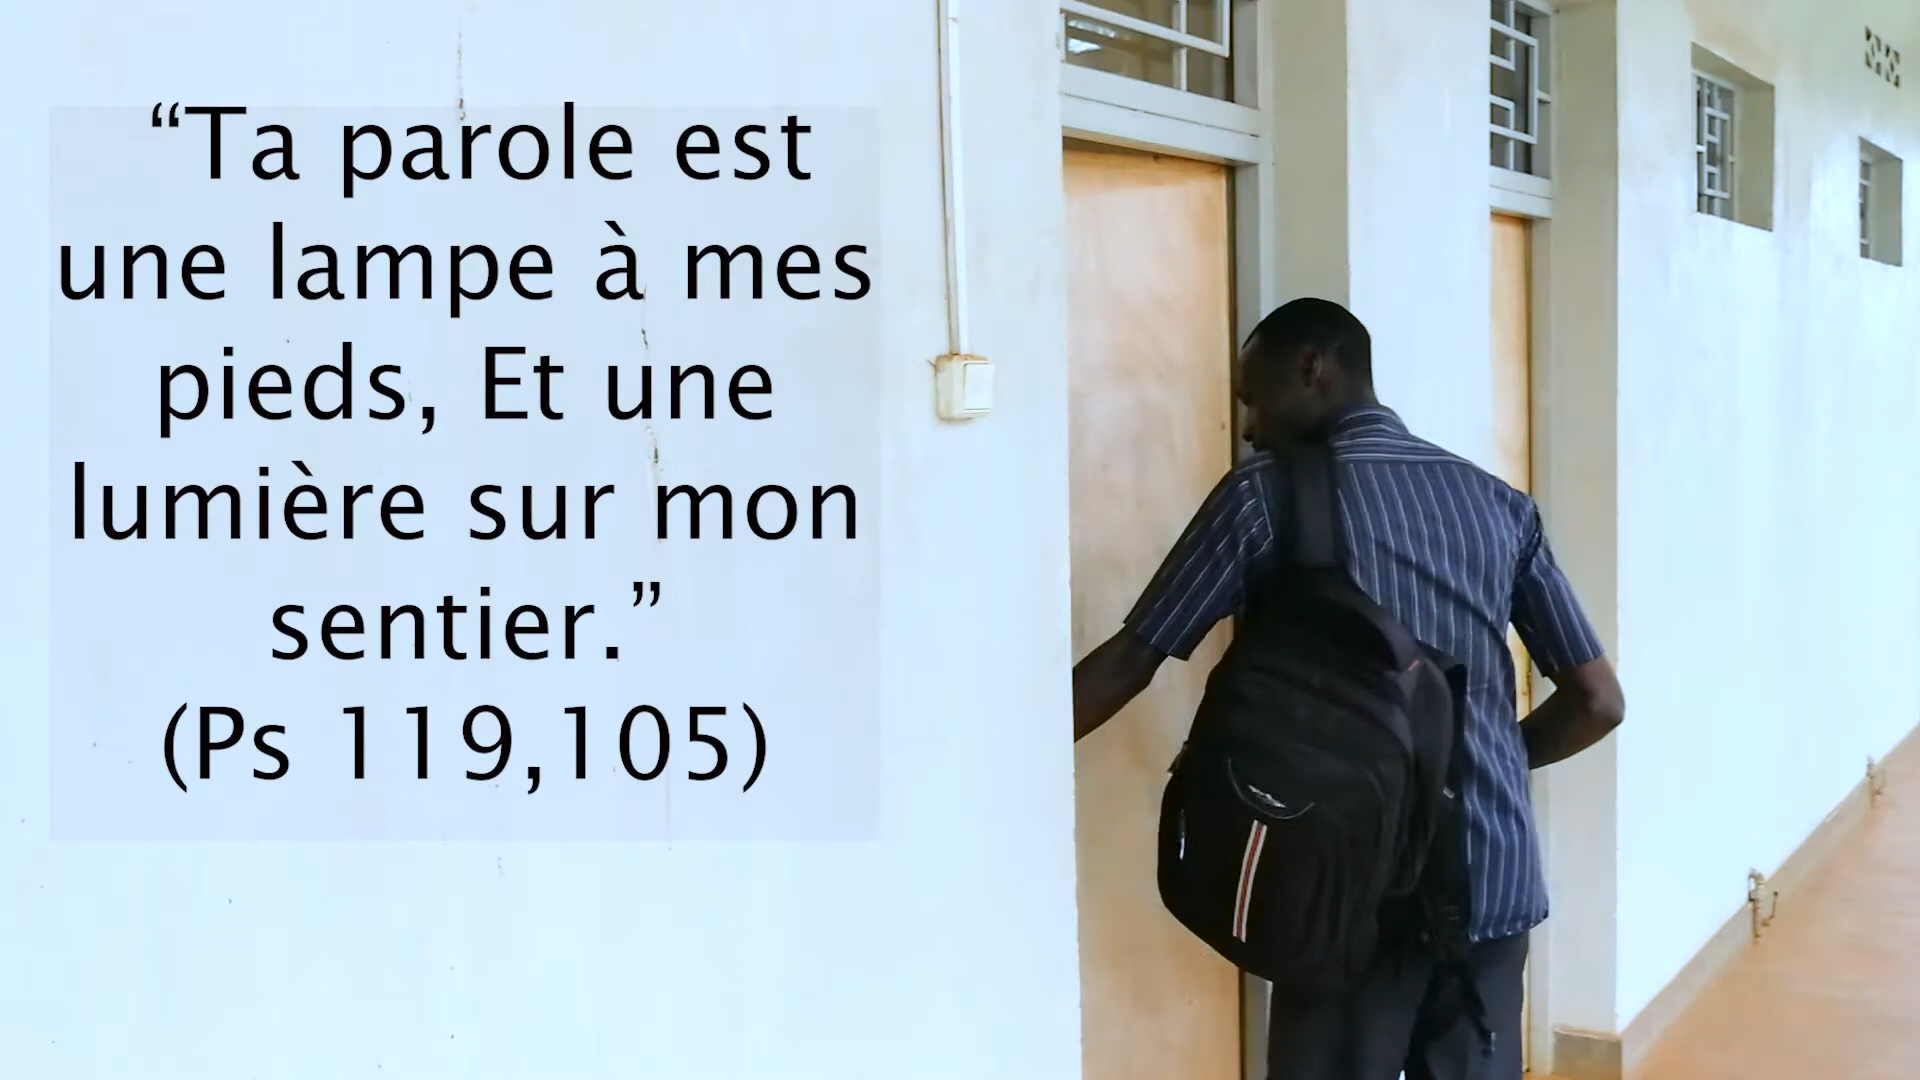 “Ta parole est
une lampe à mes
pieds, Et une
lumière sur mon
sentier.”
(Ps 119,105)